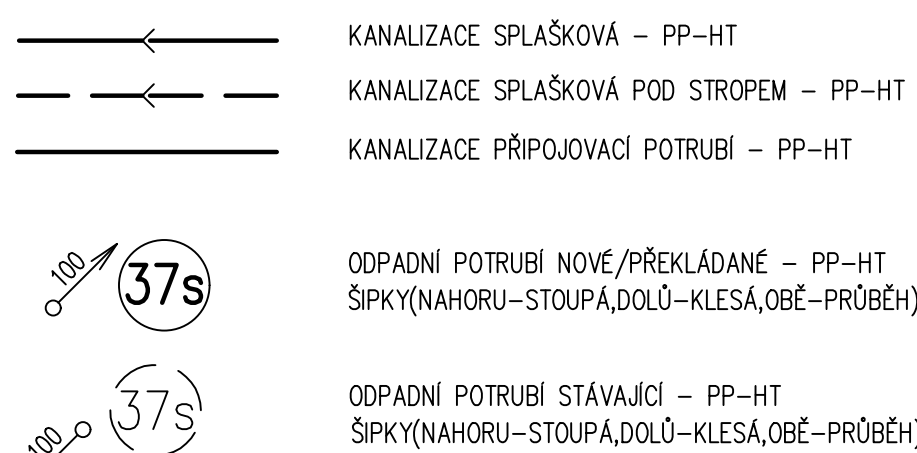 KANALIZACE SPLAŠKOVÁ – PP–HT
KANALIZACE SPLAŠKOVÁ POD STROPEM – PP–HT
KANALIZACE PŘIPOJOVACÍ POTRUBÍ – PP–HT
100
37s
ODPADNÍ POTRUBÍ NOVÉ/PŘEKLÁDANÉ – PP–HT
ŠIPKY(NAHORU–STOUPÁ,DOLŮ–KLESÁ,OBĚ–PRŮBĚH)
100
37s
ODPADNÍ POTRUBÍ STÁVAJÍCÍ – PP–HT
ŠIPKY(NAHORU–STOUPÁ,DOLŮ–KLESÁ,OBĚ–PRŮBĚH)